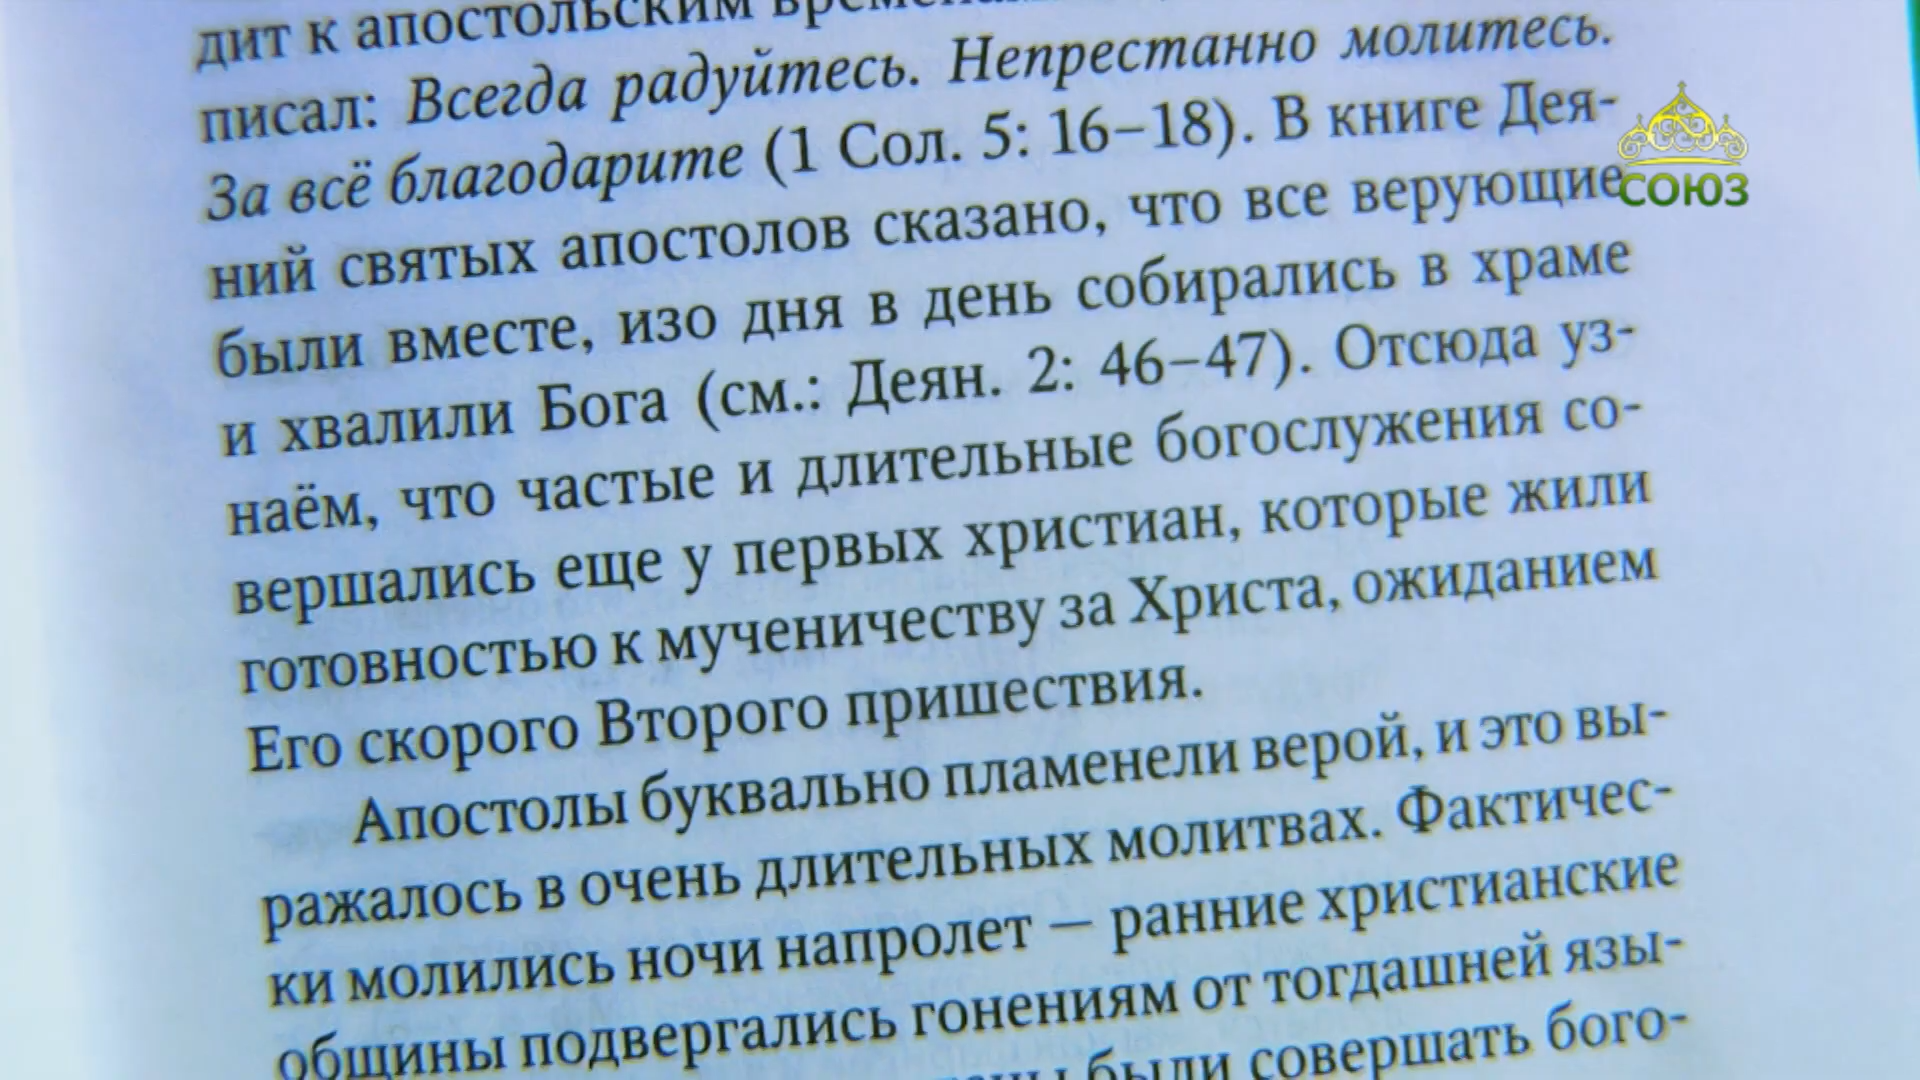 дит к апостольским
писал: Всегда радуйтесь. Непрестанно молитесь.
За всё благодарите (1 Сол. 5: 16–18). В книге Дея-
ний святых апостолов сказано, что все верующие
были вместе, изо дня в день собирались в храме
и хвалили Бога (см.: Деян. 2: 46–47). Отсюда уз-
наём, что частые и длительные богослужения со-
вершались еще у первых христиан, которые жили
готовностью к мученичеству за Христа, ожиданием
Его скорого Второго пришествия.
Апостолы буквально пламенели верой, и это вы-
ражалось в очень длительных молитвах. Фактичес-
ки молились ночи напролет — ранние христианские
общины подвергались гонениям от тогдашней язы-
были совершать бого-
СОЮЗ